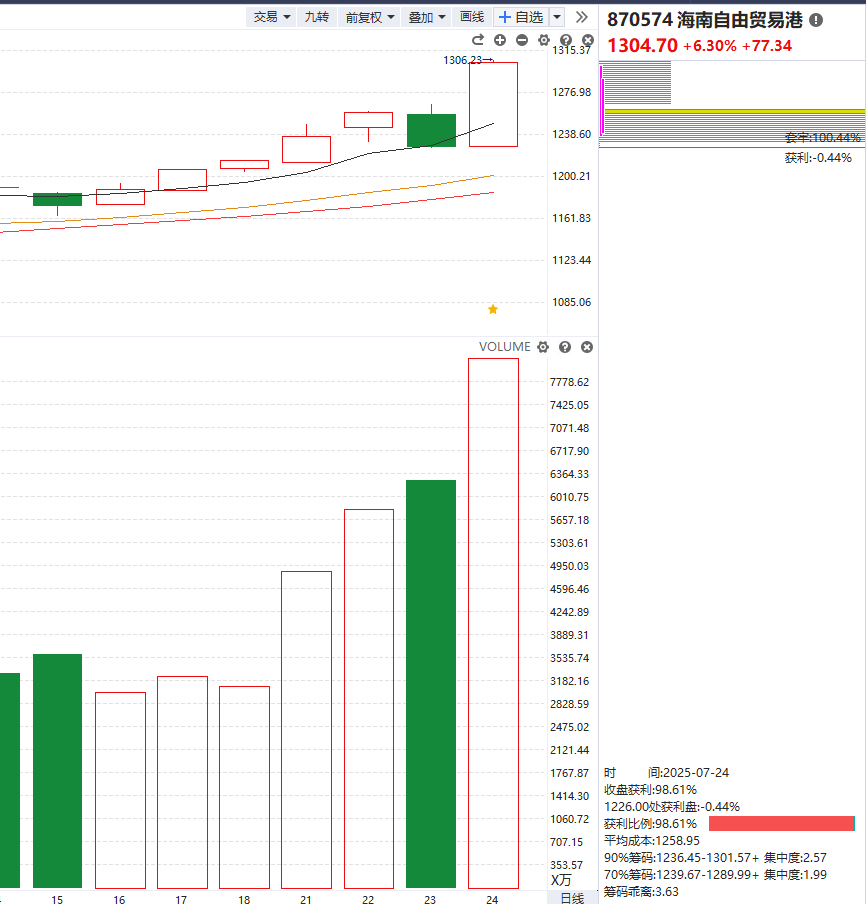 交易 九转 前复权 叠加 画线 自选
870574 海南自由贸易港
1304.70 +6.30% +77.34
1315.37
1306.23
1276.98
1238.60
1200.21
1161.83
1123.44
1085.06
套牢:100.44%
获利:-0.44%
VOLUME
7778.62
7425.05
7071.48
6717.90
6364.33
6010.75
5657.18
5303.61
4950.03
4596.46
4242.89
3889.31
3535.74
3182.16
2828.59
2475.02
2121.44
1767.87
1414.30
1060.72
707.15
353.57
X万
15 16 17 18 21 22 23 24 日线
时 间:2025-07-24
收盘获利:98.61%
1226.00处获利盘:-0.44%
获利比例:98.61%
平均成本:1258.95
90%筹码:1236.45-1301.57+ 集中度:2.57
70%筹码:1239.67-1289.99+ 集中度:1.99
筹码乖离:3.63